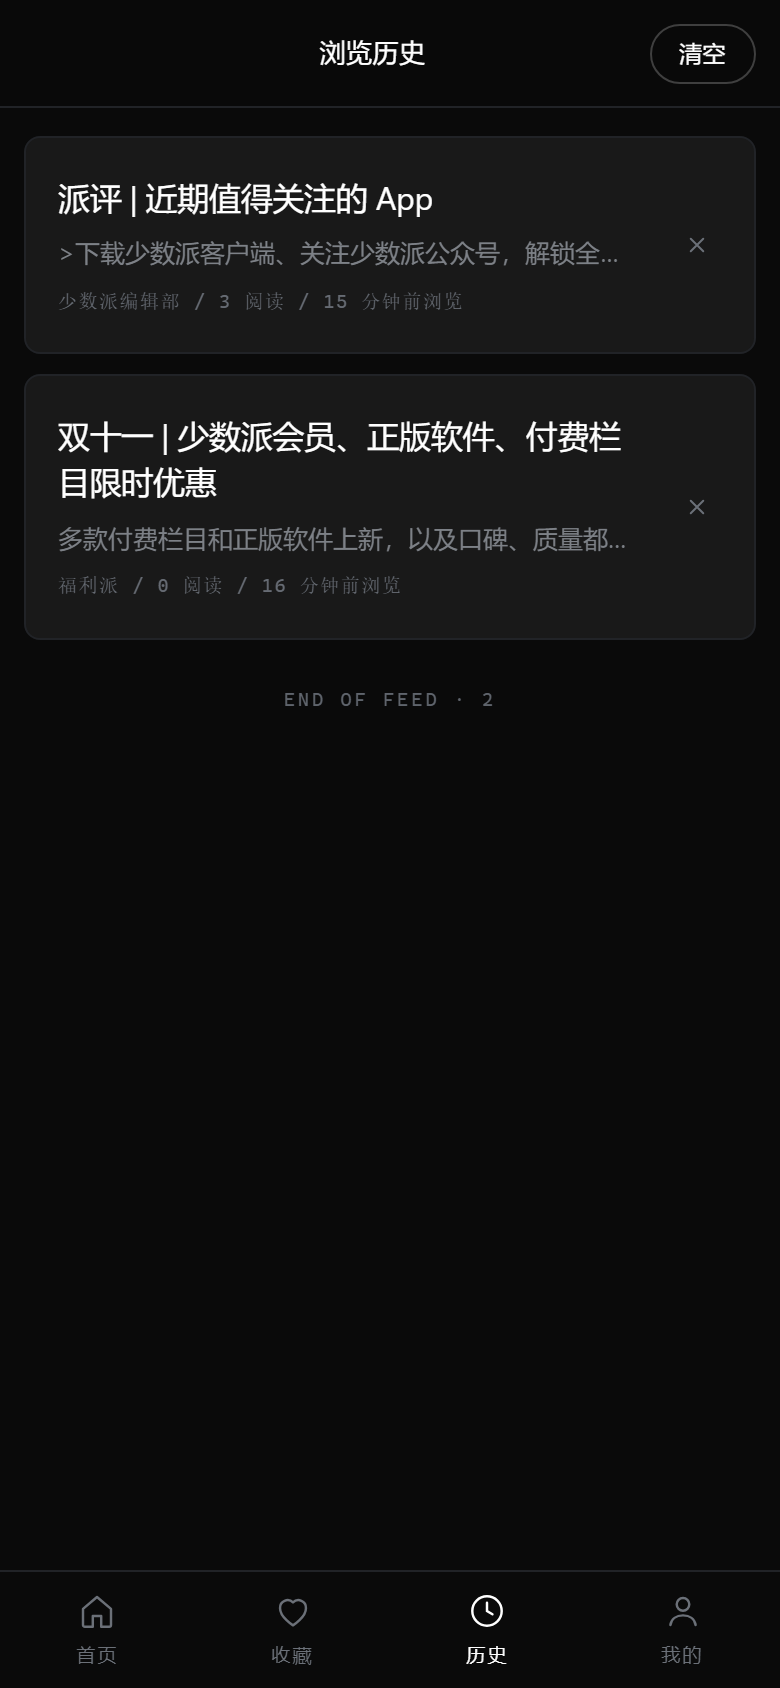 浏览历史
清空
派评 | 近期值得关注的 App
>下载少数派客户端、关注少数派公众号，解锁全...
少数派编辑部 / 3 阅读 / 15 分钟前浏览
双十一 | 少数派会员、正版软件、付费栏
目限时优惠
多款付费栏目和正版软件上新，以及口碑、质量都...
福利派 / 0 阅读 / 16 分钟前浏览
END OF FEED · 2
首页
收藏
历史
我的